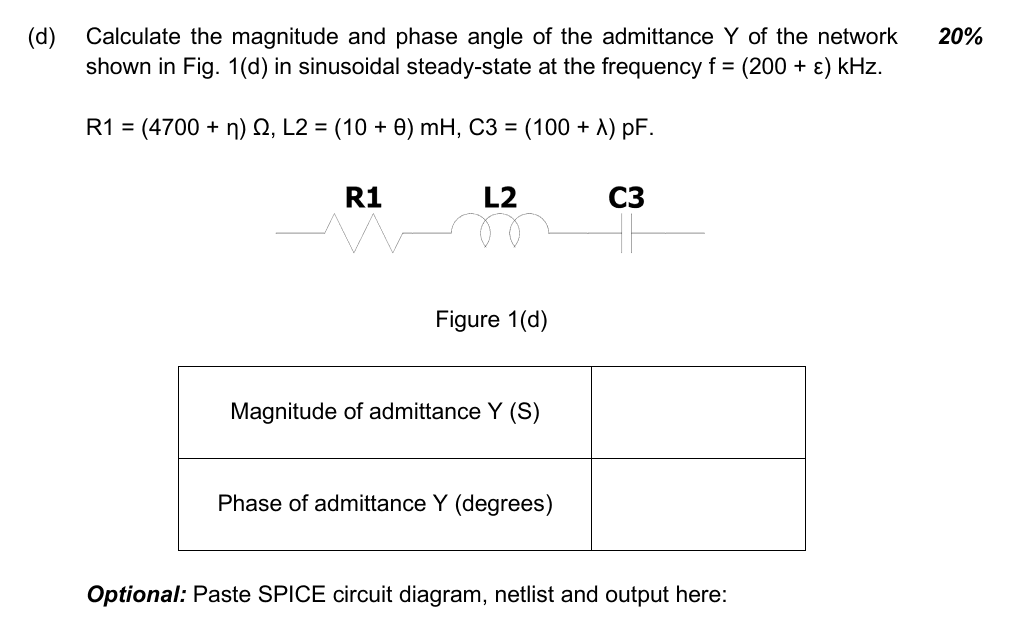 (d) Calculate the magnitude and phase angle of the admittance Y of the network 20%
shown in Fig. 1(d) in sinusoidal steady-state at the frequency f = (200 + ε) kHz.
R1 = (4700 + η) Ω, L2 = (10 + θ) mH, C3 = (100 + λ) pF.
R1 L2 C3
Figure 1(d)
Magnitude of admittance Y (S)
Phase of admittance Y (degrees)
Optional: Paste SPICE circuit diagram, netlist and output here: